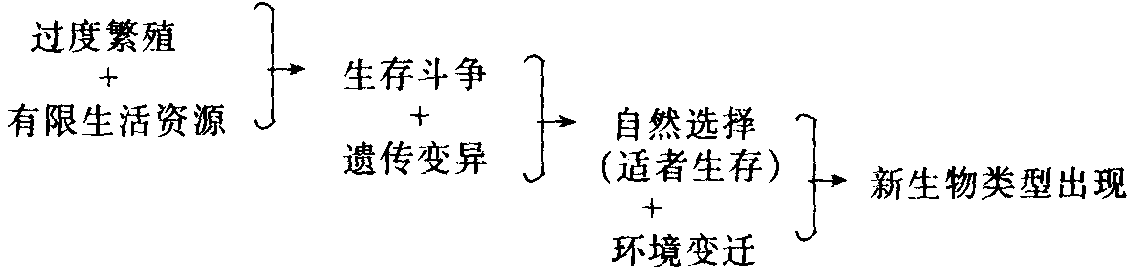 过度繁殖
+
有限生活资源
生存斗争
+
遗传变异
自然选择
(适者生存)
+
环境变迁
新生物类型出现